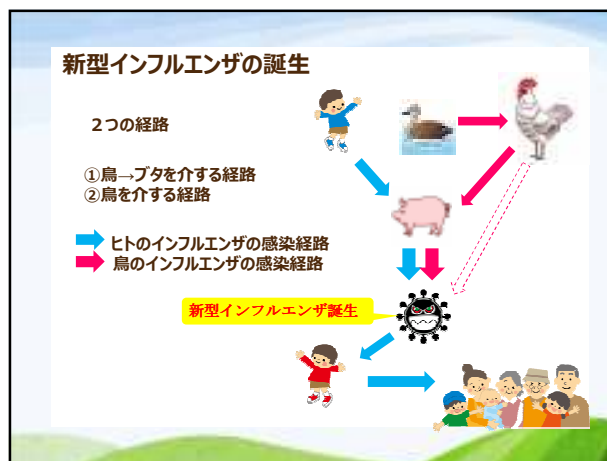 新型インフルエンザの誕生
２つの経路
①鳥→ブタを介する経路
②鳥を介する経路
ヒトのインフルエンザの感染経路
鳥のインフルエンザの感染経路
新型インフルエンザ誕生